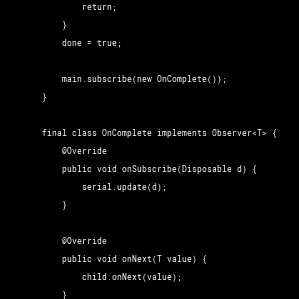 return;
}
done = true;
main.subscribe(new OnComplete());
}
final class OnComplete implements Observer<T> {
@Override
public void onSubscribe(Disposable d) {
serial.update(d);
}
@Override
public void onNext(T value) {
child.onNext(value);
}